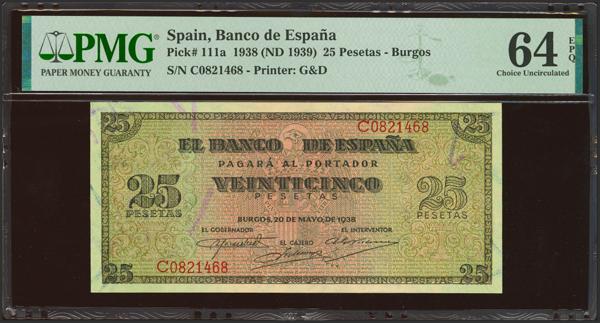 PMG
PAPER MONEY GUARANTY
Spain, Banco de España
Pick# 111a 1938 (ND 1939) 25 Pesetas - Burgos
S/N C0821468 - Printer: G&D
64 EPQ
Choice Uncirculated
25 25
C0821468
EL BANCO DE ESPAÑA
PAGARÁ AL PORTADOR
25 VEINTICINCO 25
PESETAS PESETAS PESETAS
BURGOS, 20 DE MAYO DE 1938
EL GOBERNADOR EL CAJERO EL INTERVENTOR
C0821468
25 25